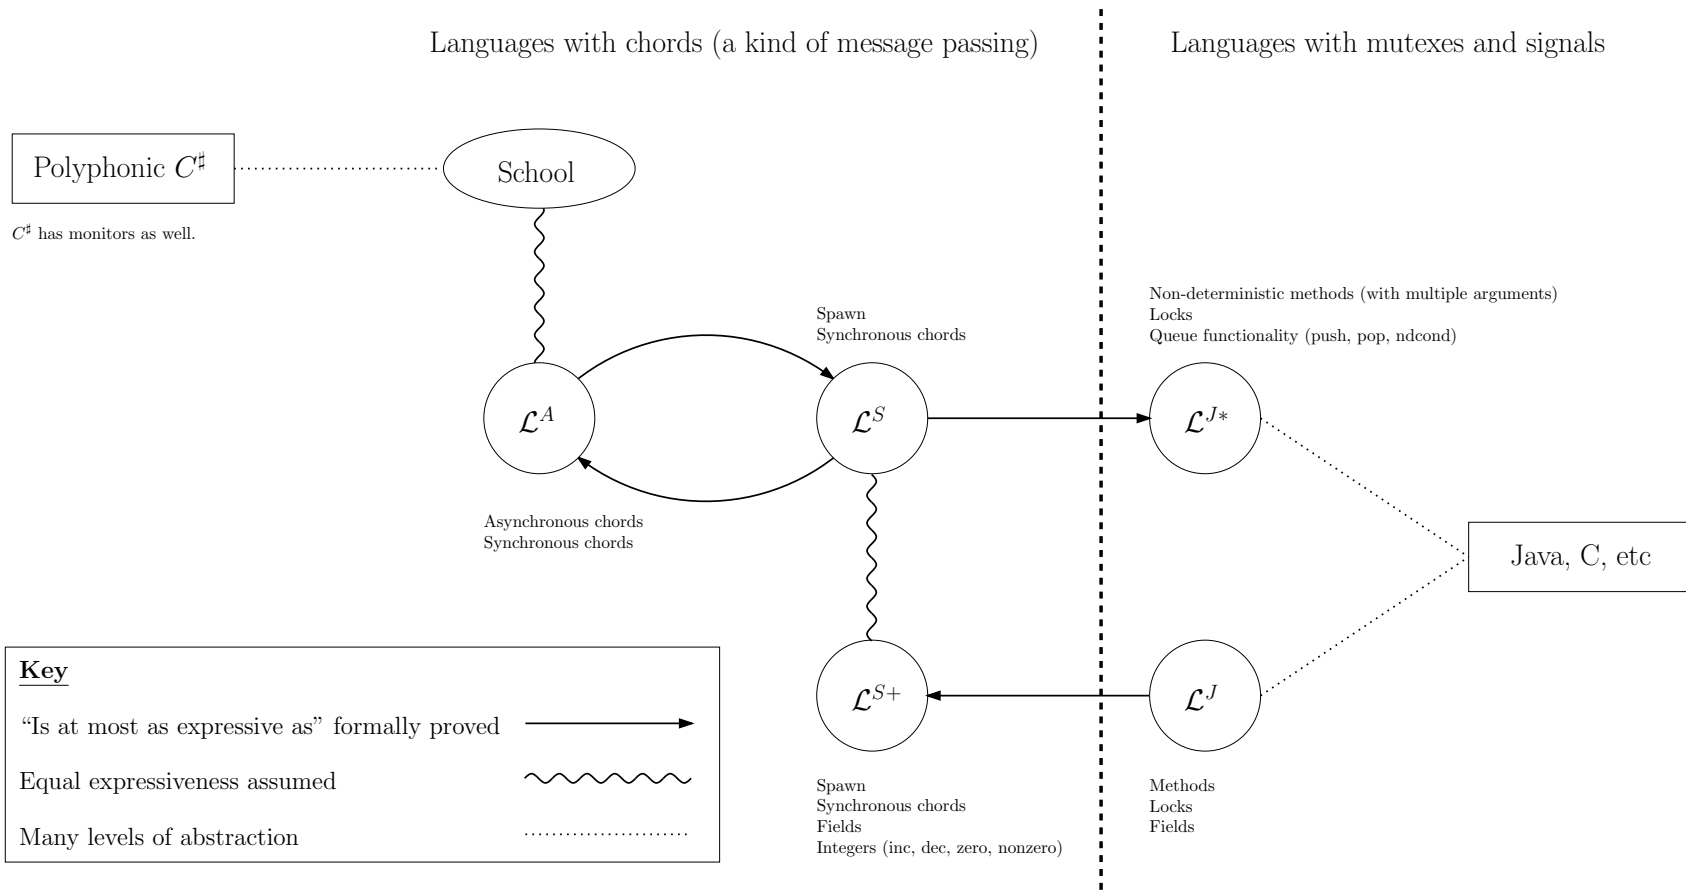 Languages with chords (a kind of message passing)
Languages with mutexes and signals
Polyphonic C♯
School
C♯ has monitors as well.
Non-deterministic methods (with multiple arguments)
Locks
Queue functionality (push, pop, ndcond)
Spawn
Synchronous chords
ℒ^A
ℒ^S
ℒ^J*
Asynchronous chords
Synchronous chords
Java, C, etc
ℒ^S+
ℒ^J
Spawn
Synchronous chords
Fields
Integers (inc, dec, zero, nonzero)
Methods
Locks
Fields
Key
“Is at most as expressive as” formally proved
Equal expressiveness assumed
Many levels of abstraction